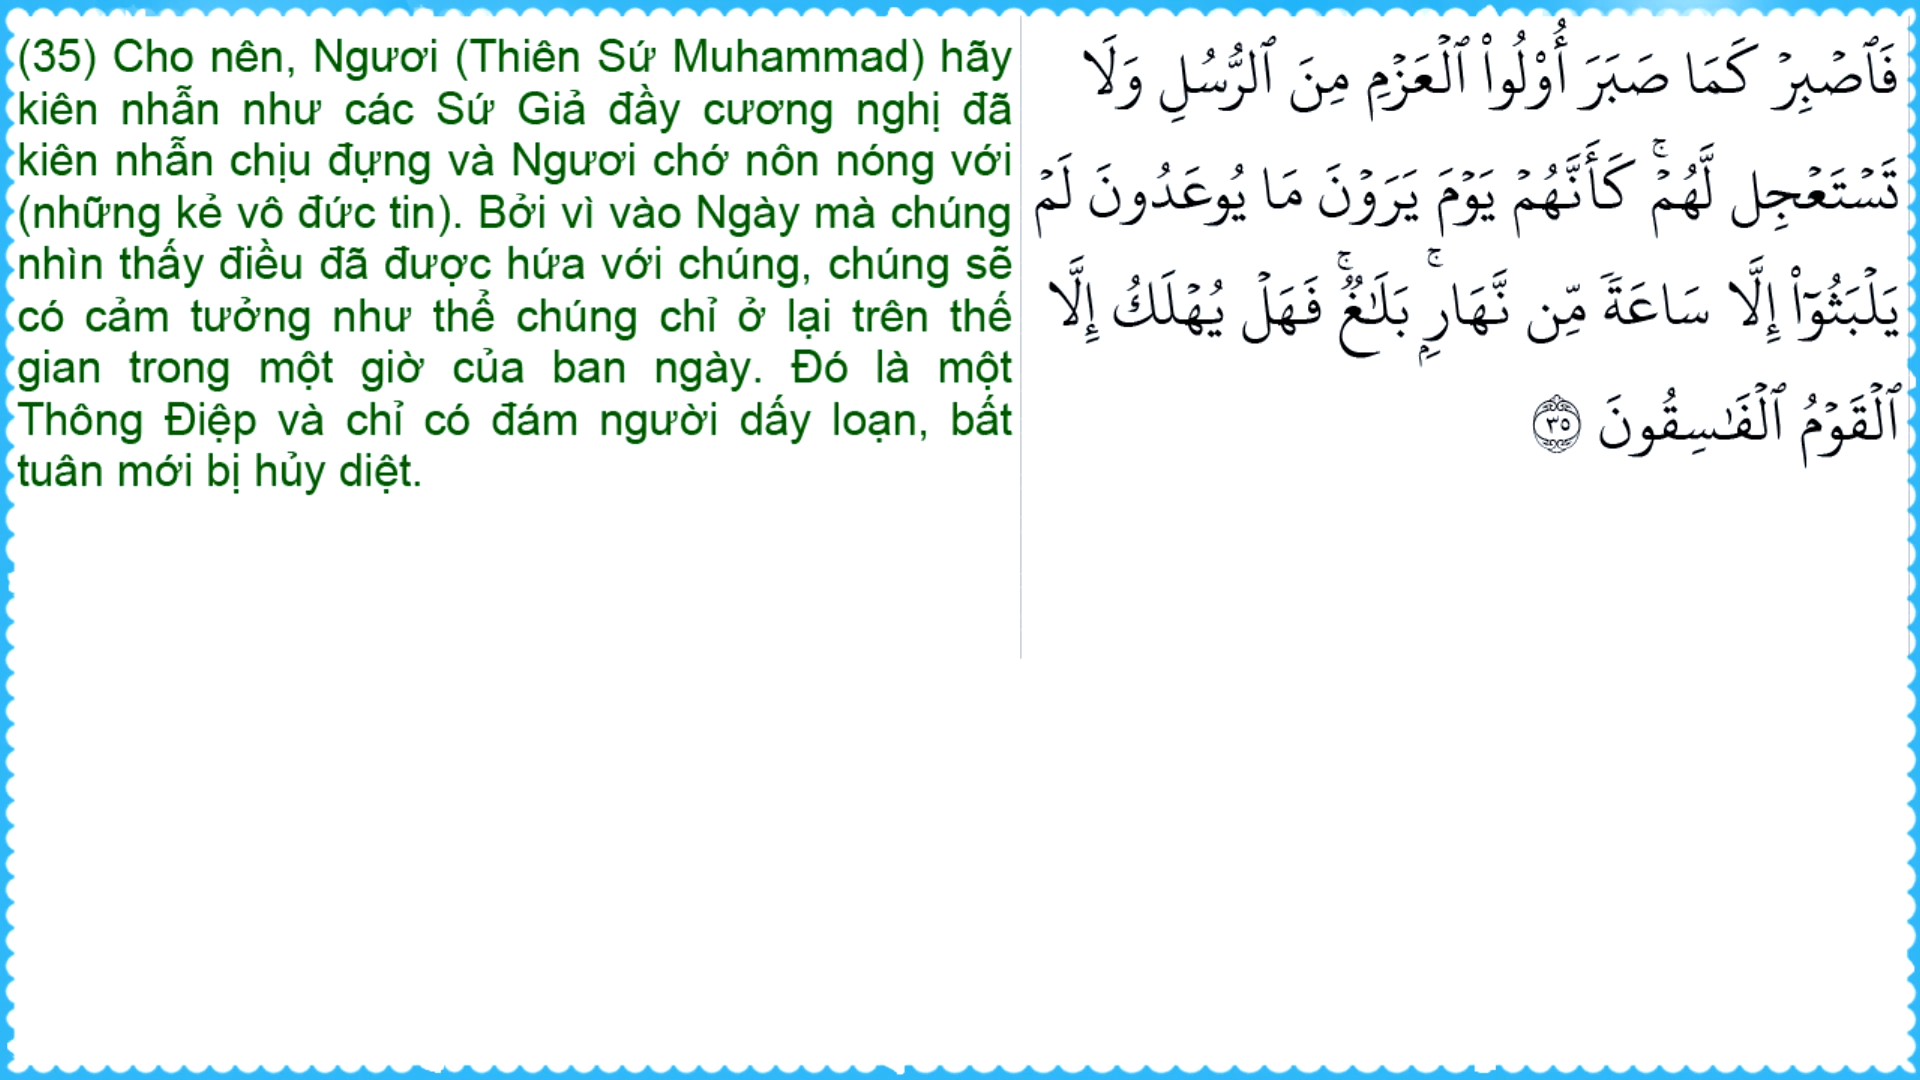 (35) Cho nên, Ngươi (Thiên Sứ Muhammad) hãy
kiên nhẫn như các Sứ Giả đầy cương nghị đã
kiên nhẫn chịu đựng và Ngươi chớ nôn nóng với
(những kẻ vô đức tin). Bởi vì vào Ngày mà chúng
nhìn thấy điều đã được hứa với chúng, chúng sẽ
có cảm tưởng như thể chúng chỉ ở lại trên thế
gian trong một giờ của ban ngày. Đó là một
Thông Điệp và chỉ có đám người dấy loạn, bất
tuân mới bị hủy diệt.
فَٱصۡبِرۡ كَمَا صَبَرَ أُوْلُواْ ٱلۡعَزۡمِ مِنَ ٱلرُّسُلِ وَلَا
تَسۡتَعۡجِل لَّهُمۡۚ كَأَنَّهُمۡ يَوۡمَ يَرَوۡنَ مَا يُوعَدُونَ لَمۡ
يَلۡبَثُوٓاْ إِلَّا سَاعَةٗ مِّن نَّهَارِۭۚ بَلَٰغٞۚ فَهَلۡ يُهۡلَكُ إِلَّا
ٱلۡقَوۡمُ ٱلۡفَٰسِقُونَ ٣٥